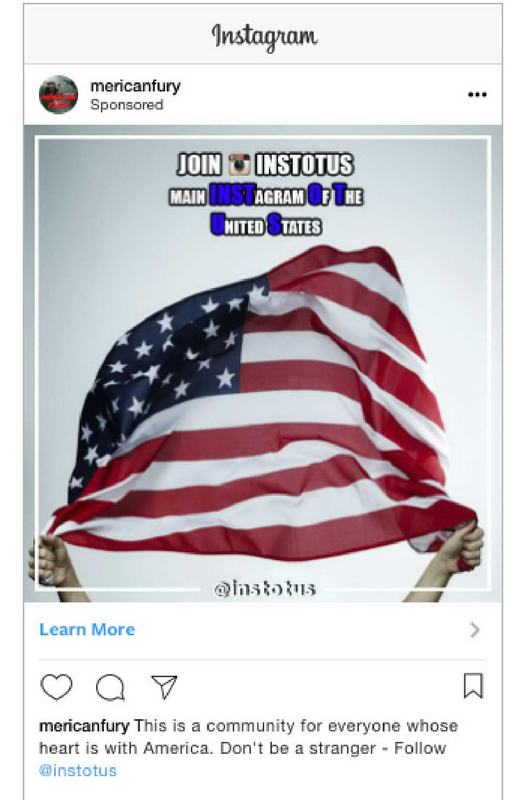 Instagram
mericanfury
Sponsored
JOIN INSTOTUS
MAIN INSTAGRAM OF THE
UNITED STATES
@instotus
Learn More
mericanfury This is a community for everyone whose
heart is with America. Don't be a stranger - Follow
@instotus